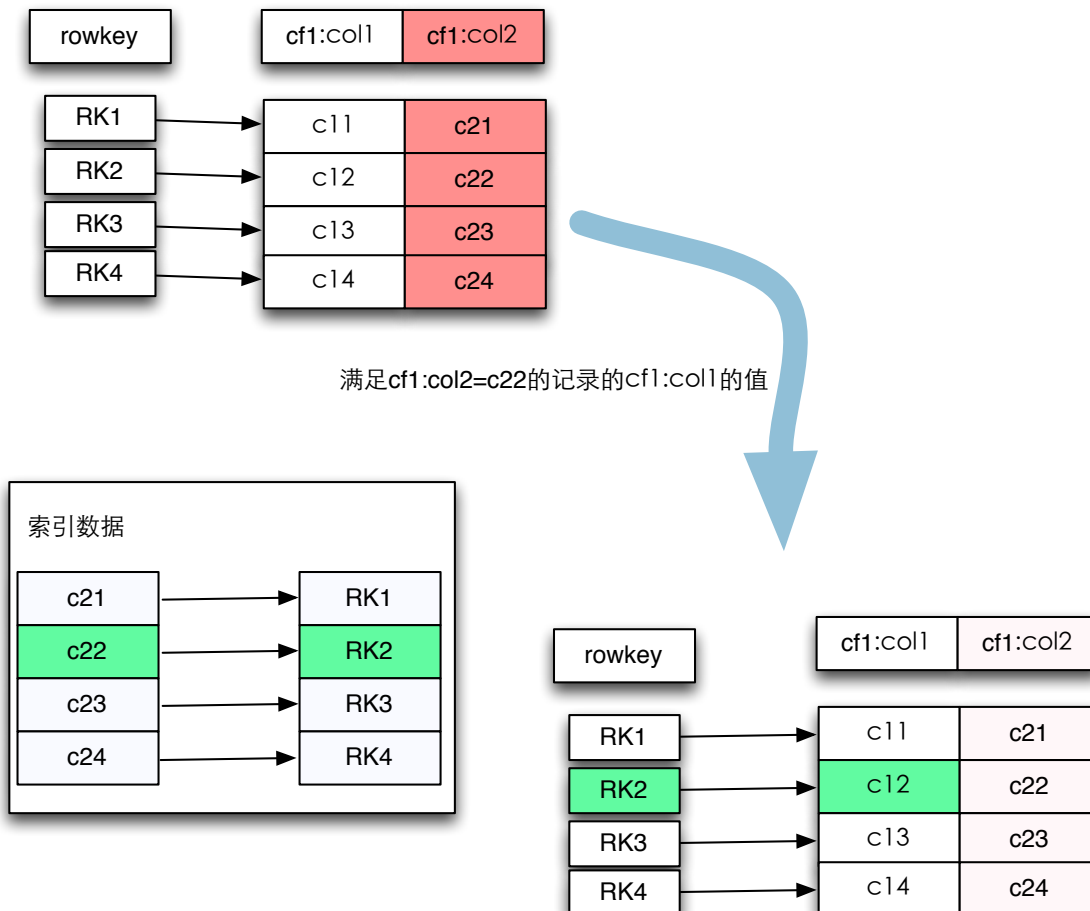 rowkey cf1:col1 cf1:col2
RK1 c11 c21
RK2 c12 c22
RK3 c13 c23
RK4 c14 c24
满足cf1:col2=c22的记录的cf1:col1的值
索引数据
c21 RK1
c22 RK2
c23 RK3
c24 RK4
rowkey cf1:col1 cf1:col2
RK1 c11 c21
RK2 c12 c22
RK3 c13 c23
RK4 c14 c24